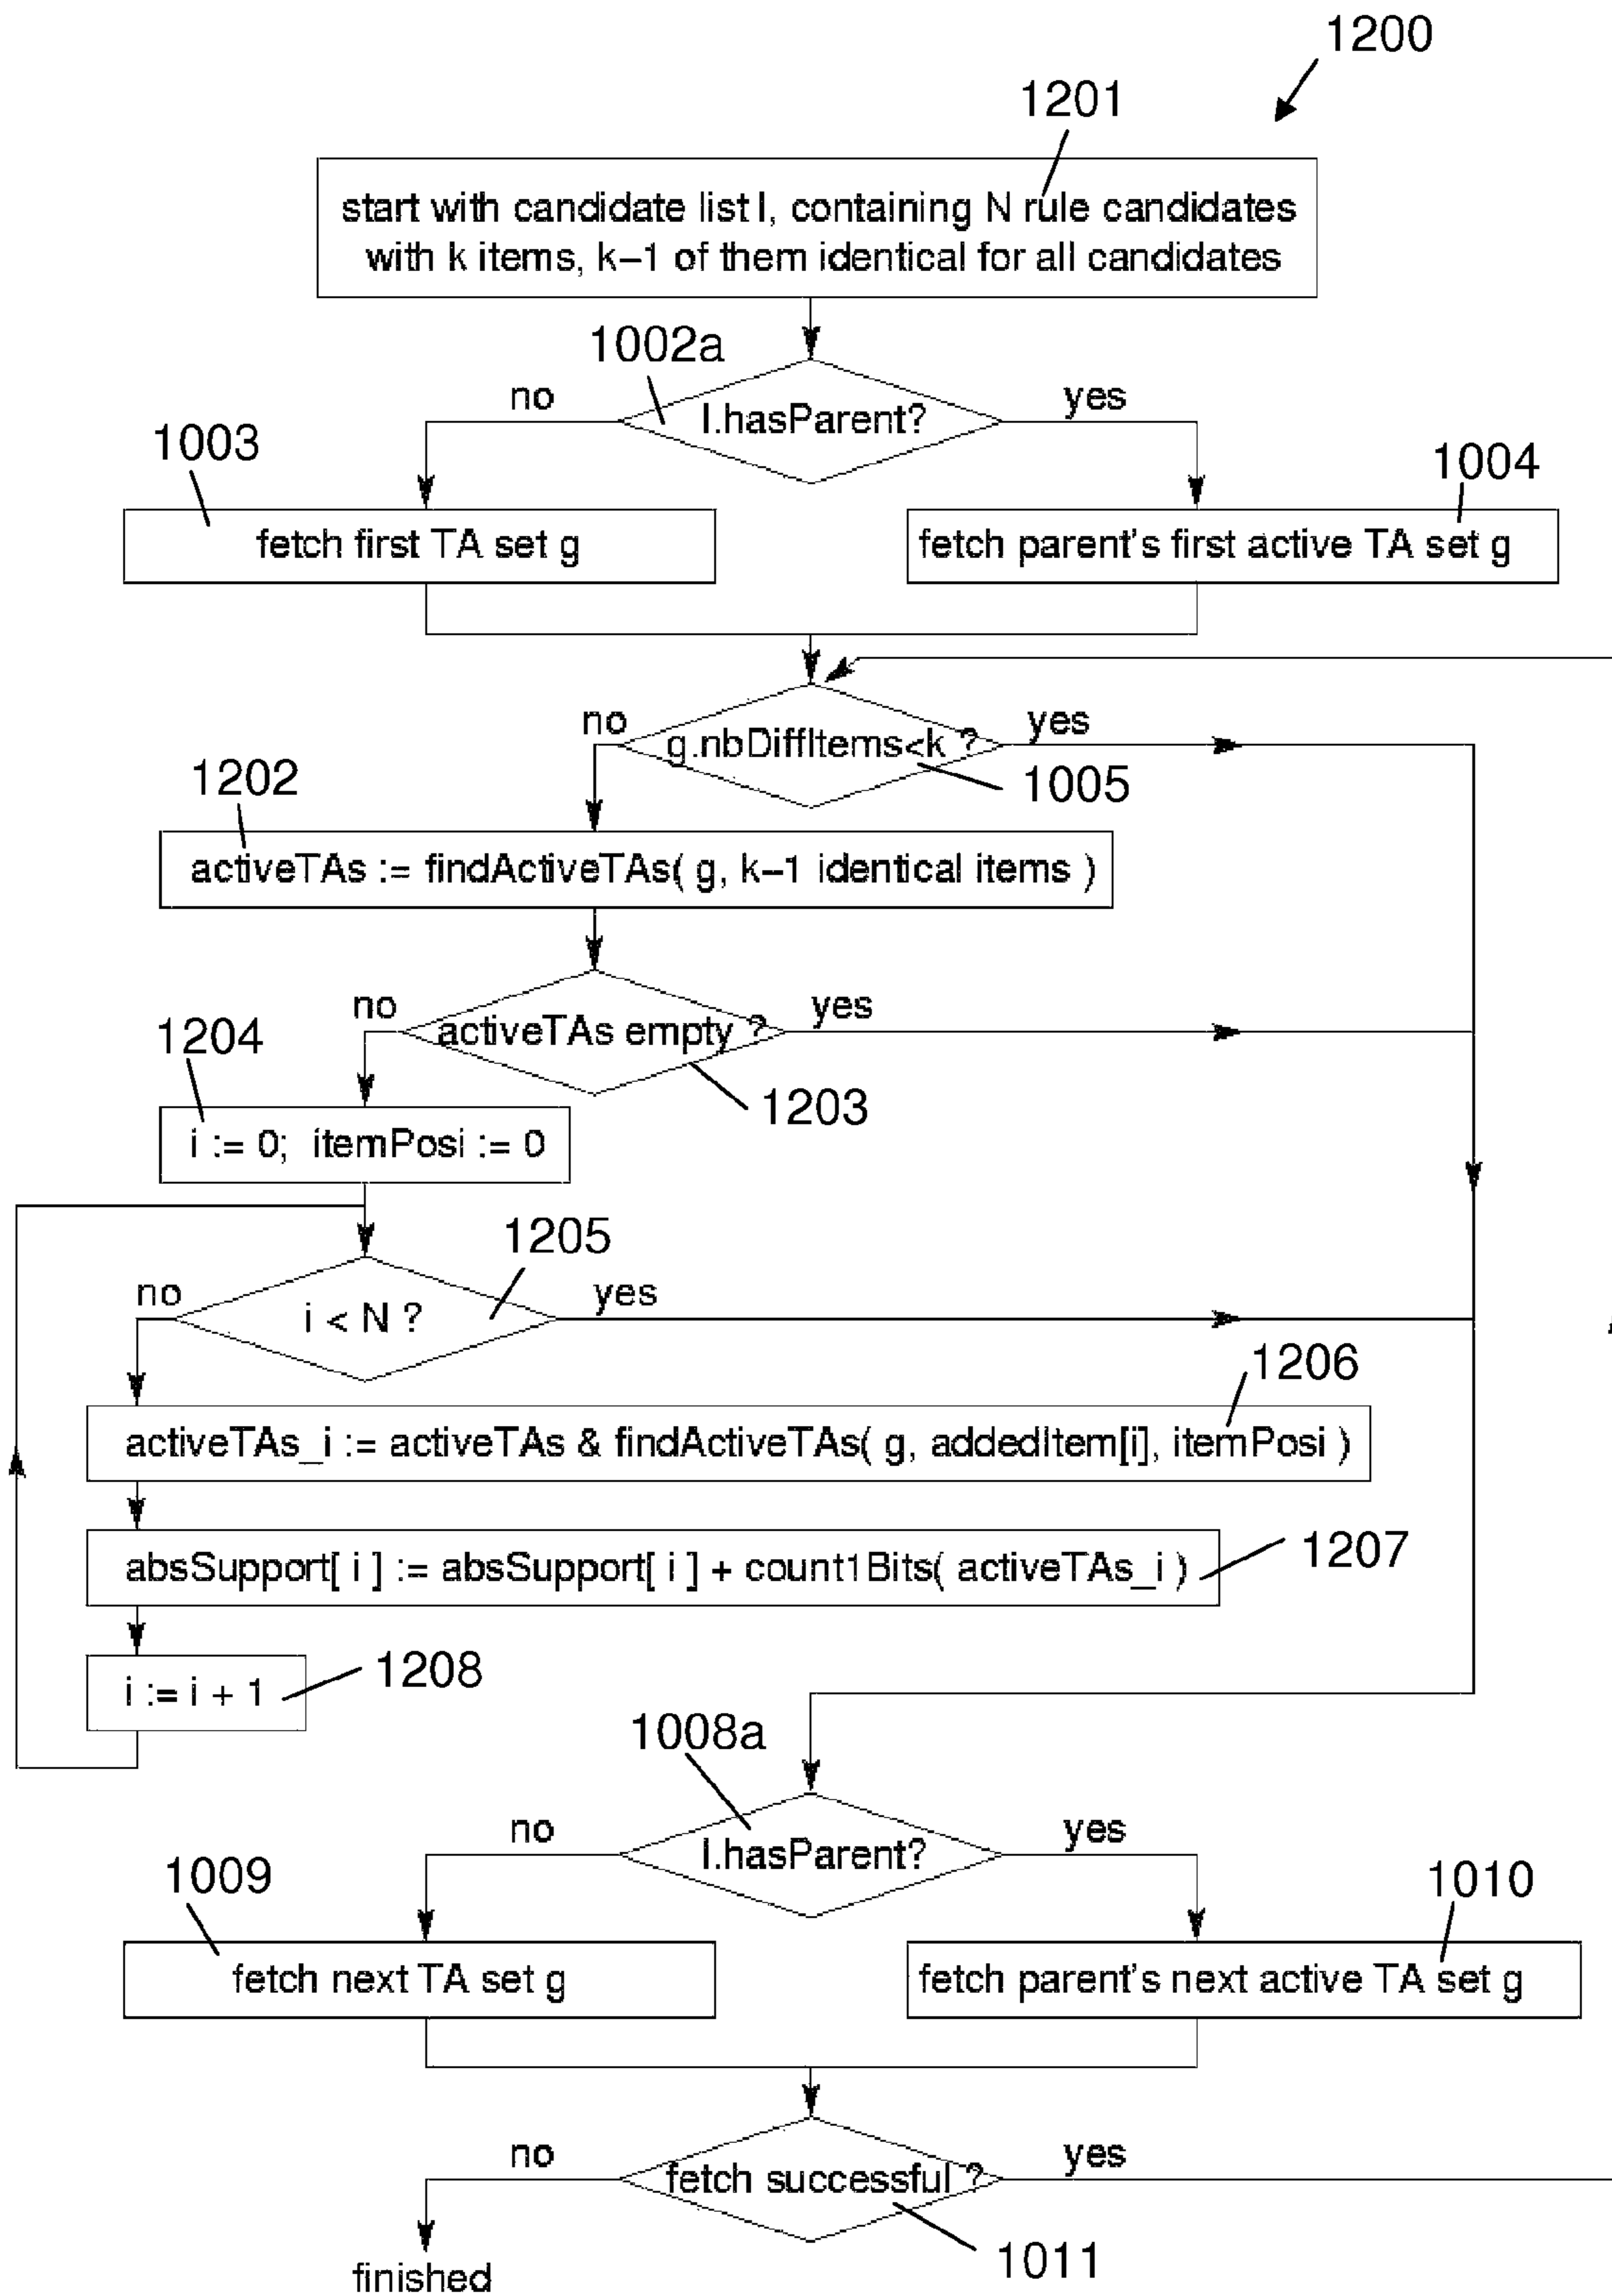 1200
1201
start with candidate list l, containing N rule candidates
with k items, k−1 of them identical for all candidates
1002a
no
l.hasParent?
yes
1003
1004
fetch first TA set g
fetch parent's first active TA set g
no
g.nbDiffItems<k ?
yes
1005
1202
activeTAs := findActiveTAs( g, k−1 identical items )
no
activeTAs empty ?
yes
1204
1203
i := 0; itemPosi := 0
1205
no
i < N ?
yes
1206
activeTAs_i := activeTAs & findActiveTAs( g, addedItem[i], itemPosi )
1207
absSupport[ i ] := absSupport[ i ] + count1Bits( activeTAs_i )
1208
i := i + 1
1008a
no
l.hasParent?
yes
1009
1010
fetch next TA set g
fetch parent's next active TA set g
no
fetch successful ?
yes
1011
finished